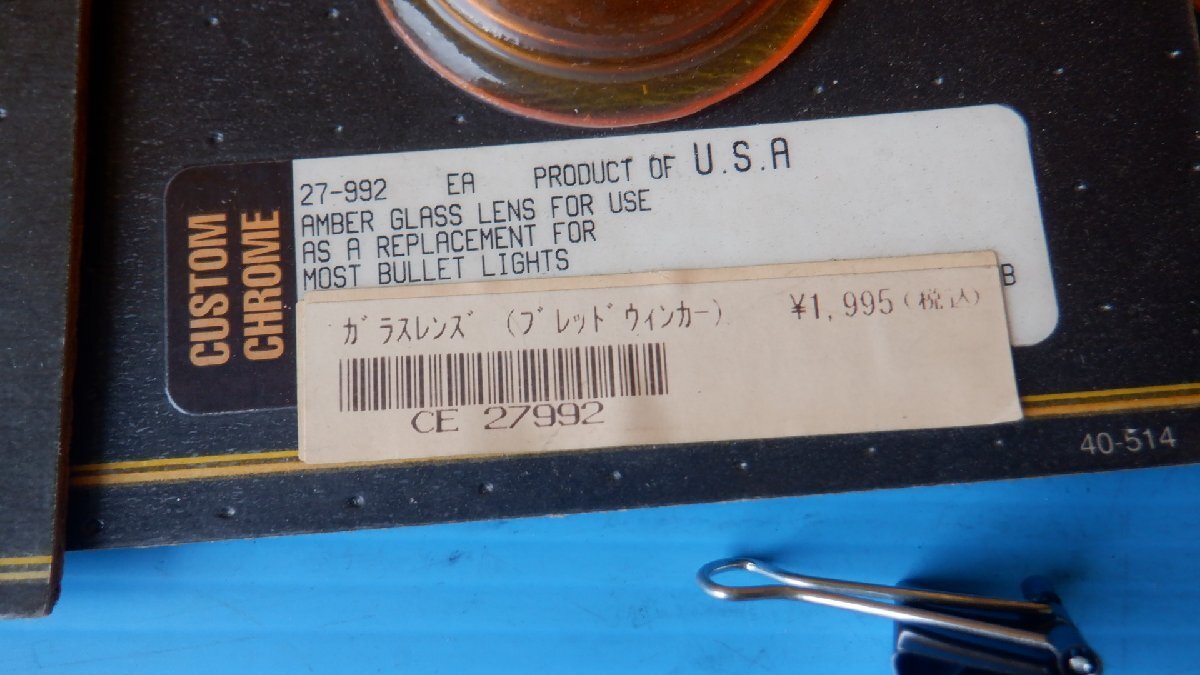 CUSTOM
CHROME
27-992 EA PRODUCT OF U.S.A
AMBER GLASS LENS FOR USE
AS A REPLACEMENT FOR
MOST BULLET LIGHTS
B
ガラスレンズ (ブレッドウィンカー) ¥1,995(税込)
CE 27992
40-514